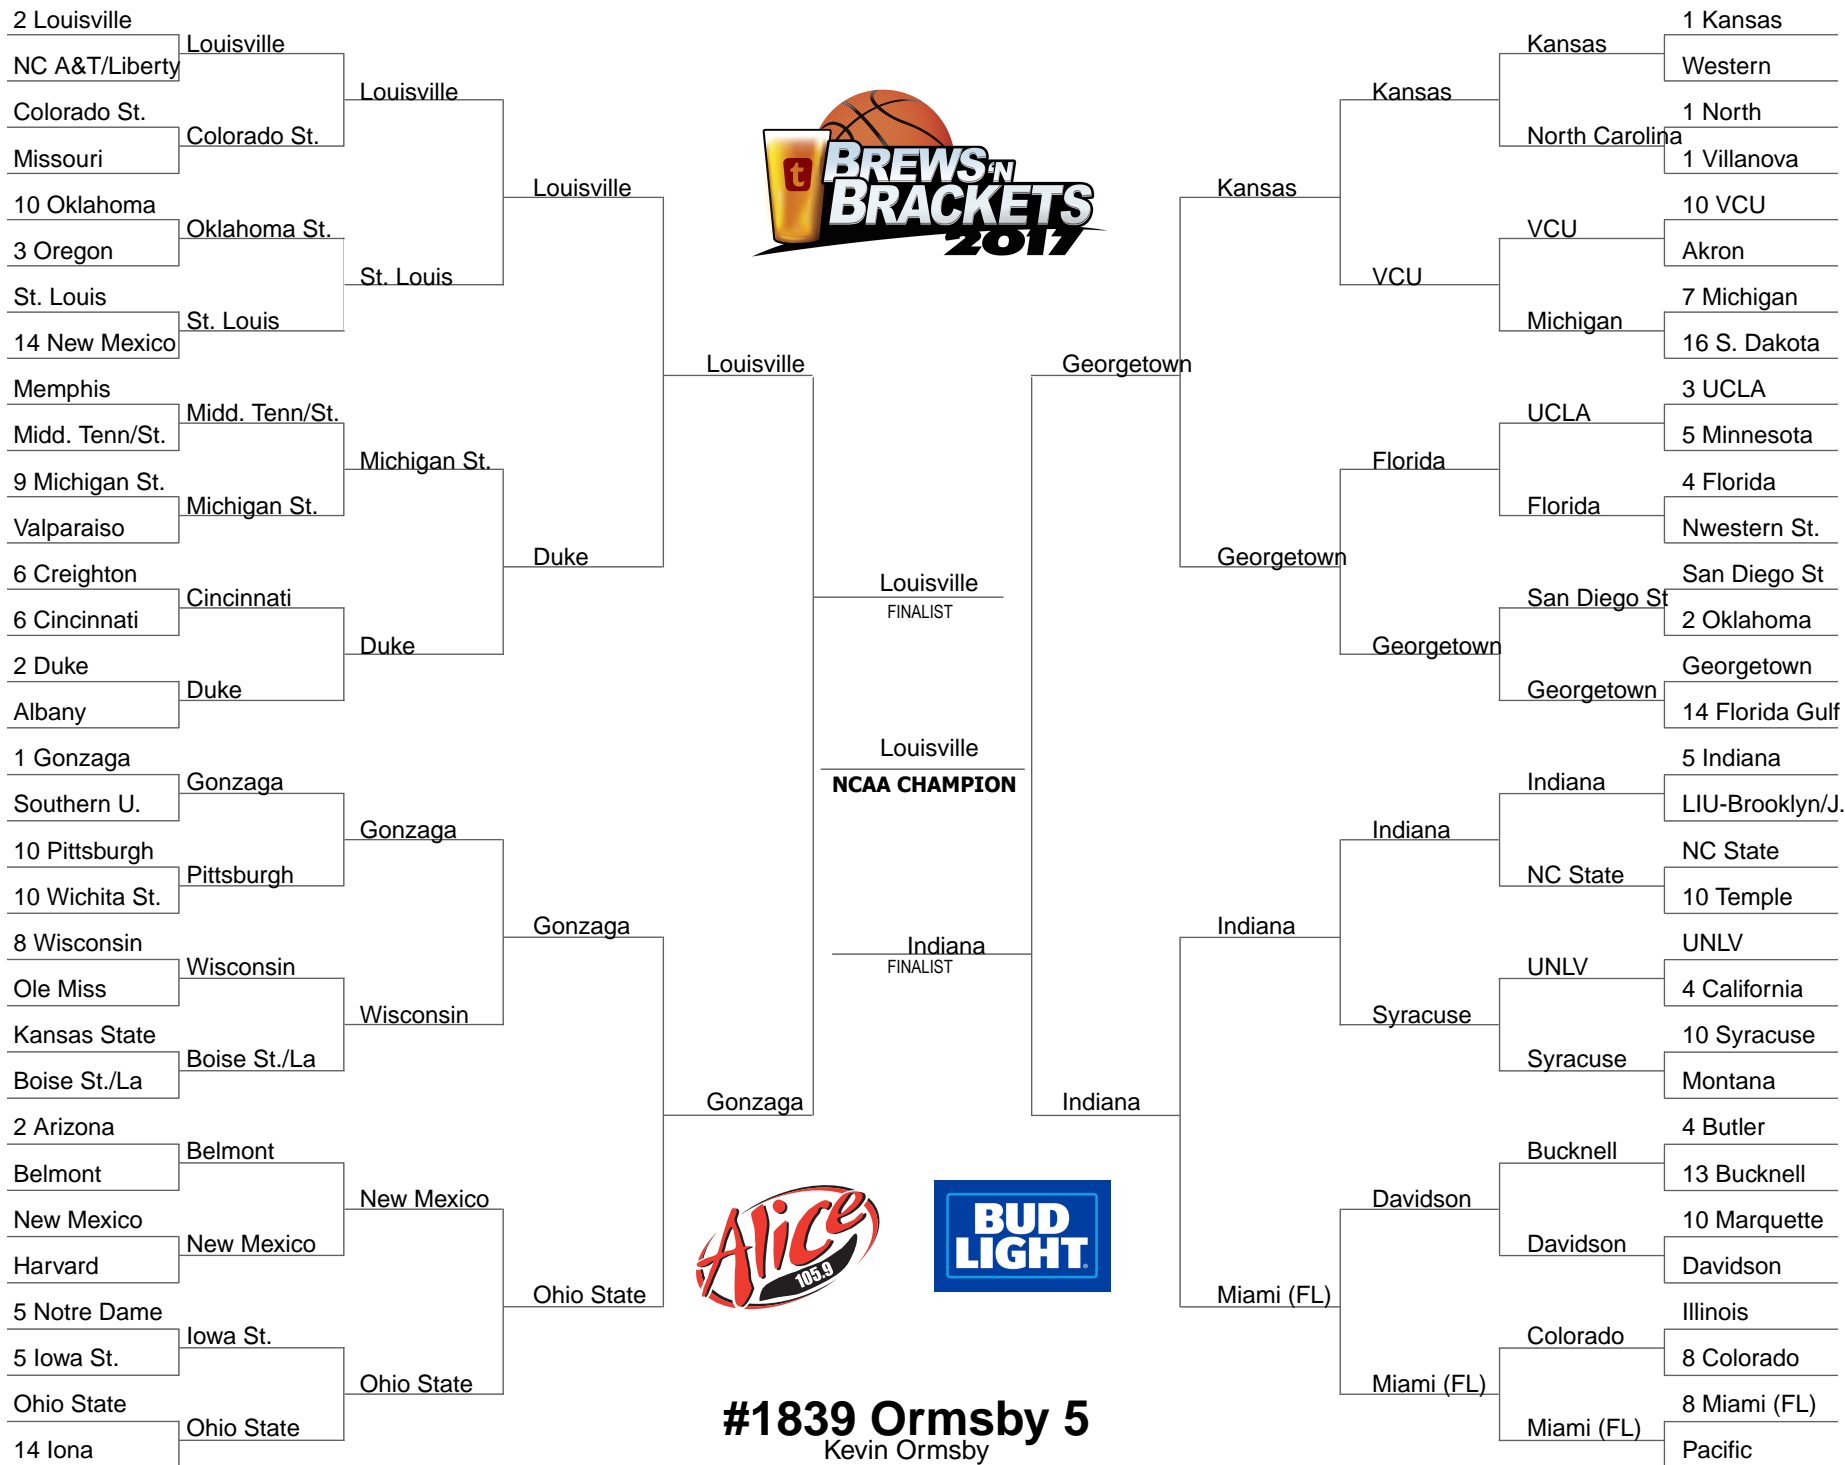 2 Louisville
NC A&T/Liberty
Colorado St.
Missouri
10 Oklahoma
3 Oregon
St. Louis
14 New Mexico
Memphis
Midd. Tenn/St.
9 Michigan St.
Valparaiso
6 Creighton
6 Cincinnati
2 Duke
Albany
1 Gonzaga
Southern U.
10 Pittsburgh
10 Wichita St.
8 Wisconsin
Ole Miss
Kansas State
Boise St./La
2 Arizona
Belmont
New Mexico
Harvard
5 Notre Dame
5 Iowa St.
Ohio State
14 Iona
Louisville
Colorado St.
Oklahoma St.
St. Louis
Midd. Tenn/St.
Michigan St.
Cincinnati
Duke
Gonzaga
Pittsburgh
Wisconsin
Boise St./La
Belmont
New Mexico
Iowa St.
Ohio State
Louisville
St. Louis
Michigan St.
Duke
Gonzaga
Wisconsin
New Mexico
Ohio State
Louisville
Duke
Gonzaga
Ohio State
Louisville
Gonzaga
t
BREWS 'N
BRACKETS
2017
Louisville
FINALIST
Louisville
NCAA CHAMPION
Indiana
FINALIST
Alice
105.9
BUD
LIGHT
#1839 Ormsby 5
Kevin Ormsby
Georgetown
Indiana
Kansas
Georgetown
Indiana
Miami (FL)
Kansas
VCU
Florida
Georgetown
Indiana
Syracuse
Davidson
Miami (FL)
Kansas
North Carolina
VCU
Michigan
UCLA
Florida
San Diego St
Georgetown
Indiana
NC State
UNLV
Syracuse
Bucknell
Davidson
Colorado
Miami (FL)
1 Kansas
Western
1 North
1 Villanova
10 VCU
Akron
7 Michigan
16 S. Dakota
3 UCLA
5 Minnesota
4 Florida
Nwestern St.
San Diego St
2 Oklahoma
Georgetown
14 Florida Gulf
5 Indiana
LIU-Brooklyn/J.
NC State
10 Temple
UNLV
4 California
10 Syracuse
Montana
4 Butler
13 Bucknell
10 Marquette
Davidson
Illinois
8 Colorado
8 Miami (FL)
Pacific